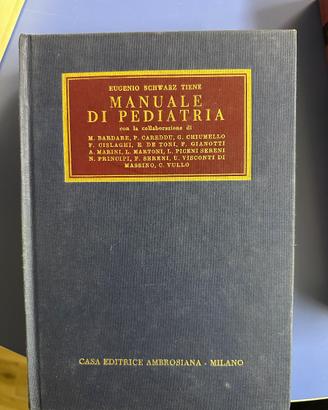 EUGENIO SCHWARZ TIENE
MANUALE
DI PEDIATRIA
con la collaborazione di
M. BARDARE, P. CAREDDU, G. CHIUMELLO
F. CISLAGHI, E. DE TONI, F. GIANOTTI
A. MARINI, L. MARTONI, L. PICENI SERENI
N. PRINCIPI, F. SERENI, U. VISCONTI DI
MASSINO, C. VULLO
CASA EDITRICE AMBROSIANA - MILANO